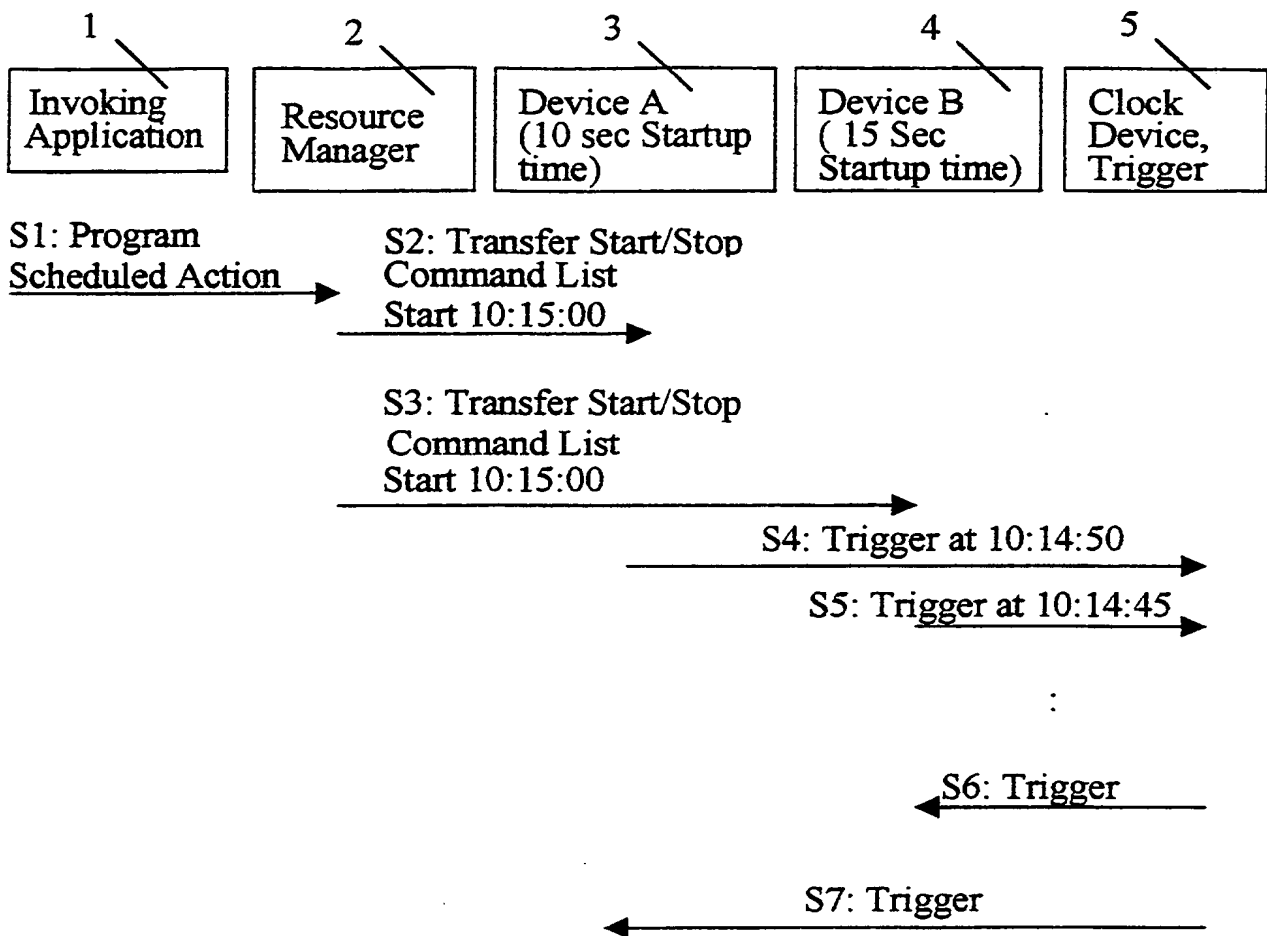 1
2
3
4
5
Invoking
Application
Resource
Manager
Device A
(10 sec Startup
time)
Device B
( 15 Sec
Startup time)
Clock
Device,
Trigger
S1: Program
Scheduled Action
S2: Transfer Start/Stop
Command List
Start 10:15:00
S3: Transfer Start/Stop
Command List
Start 10:15:00
S4: Trigger at 10:14:50
S5: Trigger at 10:14:45
:
S6: Trigger
S7: Trigger